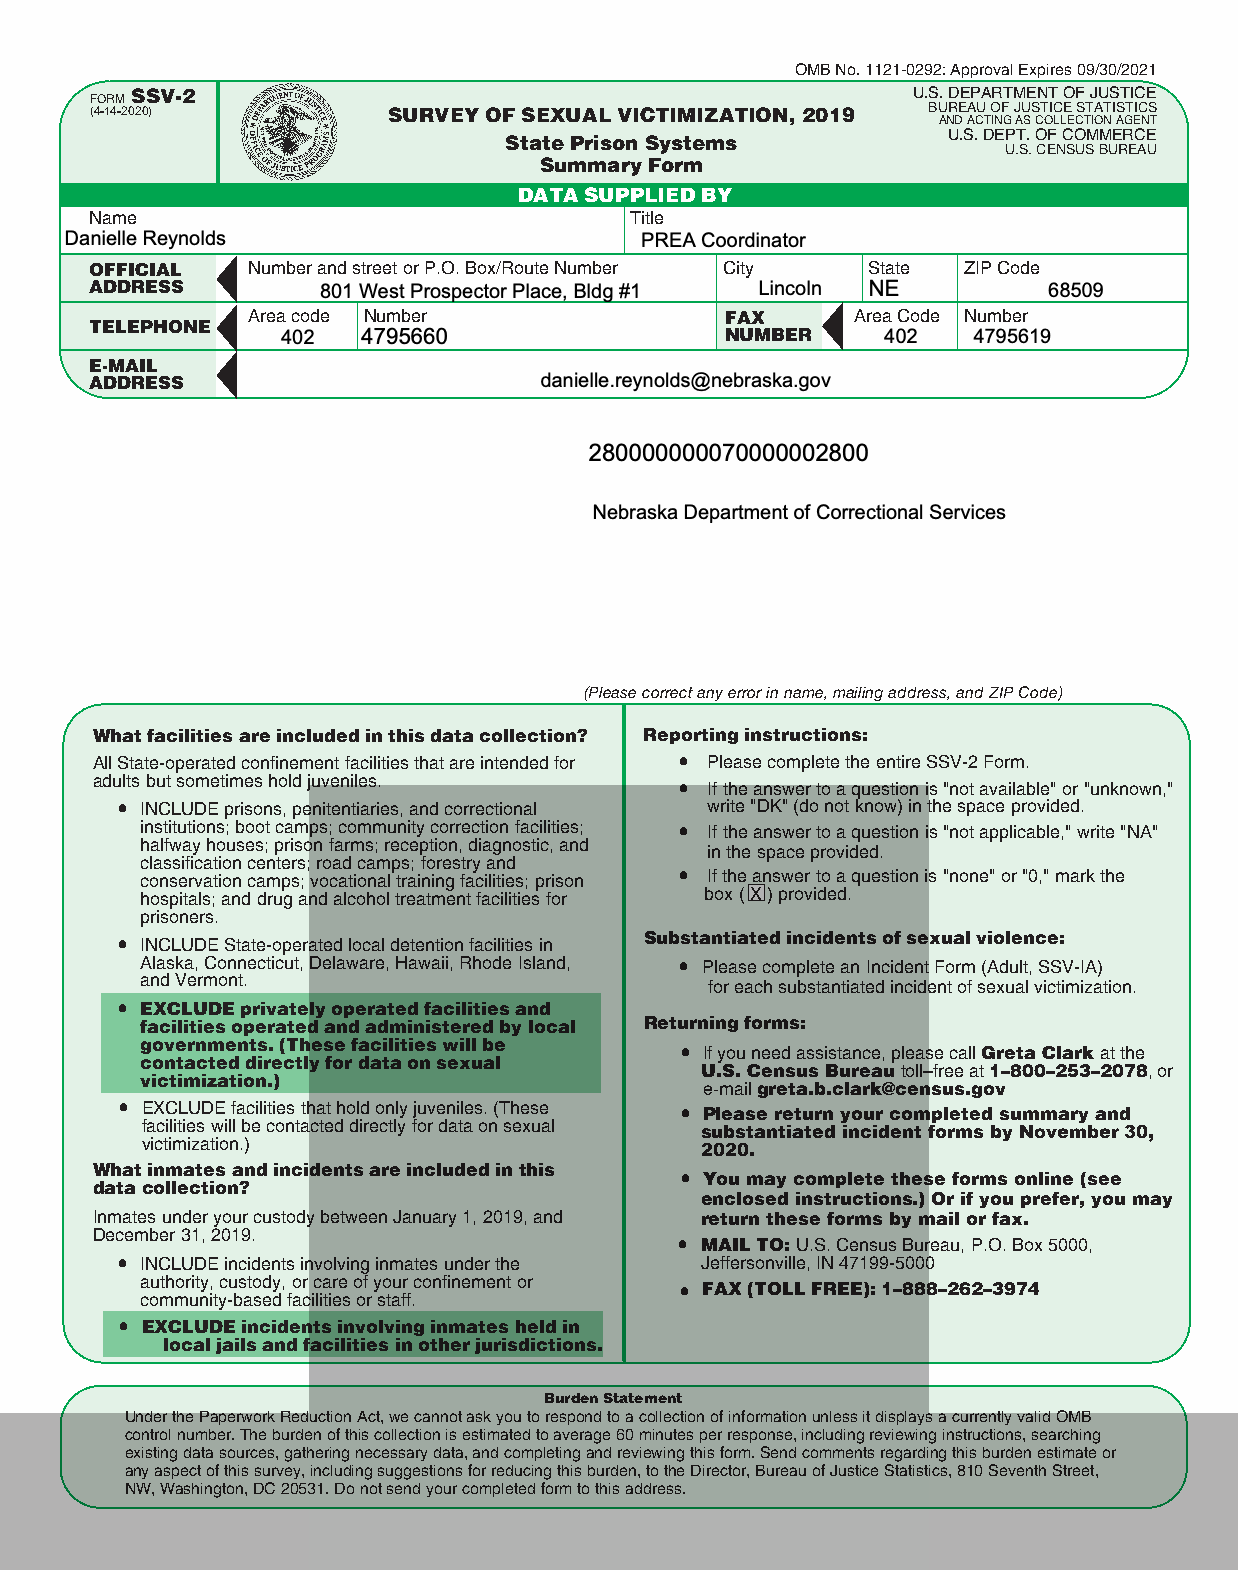 OMB No. 1121-0292: Approval Expires 09/30/2021
FORM SSV-2
(4-14-2020)
SURVEY OF SEXUAL VICTIMIZATION, 2019
State Prison Systems
Summary Form
U.S. DEPARTMENT OF JUSTICE
BUREAU OF JUSTICE STATISTICS
AND ACTING AS COLLECTION AGENT
U.S. DEPT. OF COMMERCE
U.S. CENSUS BUREAU
DATA SUPPLIED BY
Name
Danielle Reynolds
Title
PREA Coordinator
OFFICIAL
ADDRESS
Number and street or P.O. Box/Route Number
801 West Prospector Place, Bldg #1
City
Lincoln
State
NE
ZIP Code
68509
TELEPHONE
Area code
402
Number
4795660
FAX
NUMBER
Area Code
402
Number
4795619
E-MAIL
ADDRESS
danielle.reynolds@nebraska.gov
280000000070000002800
Nebraska Department of Correctional Services
(Please correct any error in name, mailing address, and ZIP Code)
What facilities are included in this data collection?
All State-operated confinement facilities that are intended for
adults but sometimes hold juveniles.
● INCLUDE prisons, penitentiaries, and correctional
institutions; boot camps; community correction facilities;
halfway houses; prison farms; reception, diagnostic, and
classification centers; road camps; forestry and
conservation camps; vocational training facilities; prison
hospitals; and drug and alcohol treatment facilities for
prisoners.
● INCLUDE State-operated local detention facilities in
Alaska, Connecticut, Delaware, Hawaii, Rhode Island,
and Vermont.
● EXCLUDE privately operated facilities and
facilities operated and administered by local
governments. (These facilities will be
contacted directly for data on sexual
victimization.)
● EXCLUDE facilities that hold only juveniles. (These
facilities will be contacted directly for data on sexual
victimization.)
What inmates and incidents are included in this
data collection?
Inmates under your custody between January 1, 2019, and
December 31, 2019.
● INCLUDE incidents involving inmates under the
authority, custody, or care of your confinement or
community-based facilities or staff.
● EXCLUDE incidents involving inmates held in
local jails and facilities in other jurisdictions.
Reporting instructions:
● Please complete the entire SSV-2 Form.
● If the answer to a question is "not available" or "unknown,"
write "DK" (do not know) in the space provided.
● If the answer to a question is "not applicable," write "NA"
in the space provided.
● If the answer to a question is "none" or "0," mark the
box ( X ) provided.
Substantiated incidents of sexual violence:
● Please complete an Incident Form (Adult, SSV-IA)
for each substantiated incident of sexual victimization.
Returning forms:
● If you need assistance, please call Greta Clark at the
U.S. Census Bureau toll–free at 1–800–253–2078, or
e-mail greta.b.clark@census.gov
● Please return your completed summary and
substantiated incident forms by November 30,
2020.
● You may complete these forms online (see
enclosed instructions.) Or if you prefer, you may
return these forms by mail or fax.
● MAIL TO: U.S. Census Bureau, P.O. Box 5000,
Jeffersonville, IN 47199-5000
● FAX (TOLL FREE): 1–888–262–3974
Burden Statement
Under the Paperwork Reduction Act, we cannot ask you to respond to a collection of information unless it displays a currently valid OMB
control number. The burden of this collection is estimated to average 60 minutes per response, including reviewing instructions, searching
existing data sources, gathering necessary data, and completing and reviewing this form. Send comments regarding this burden estimate or
any aspect of this survey, including suggestions for reducing this burden, to the Director, Bureau of Justice Statistics, 810 Seventh Street,
NW, Washington, DC 20531. Do not send your completed form to this address.